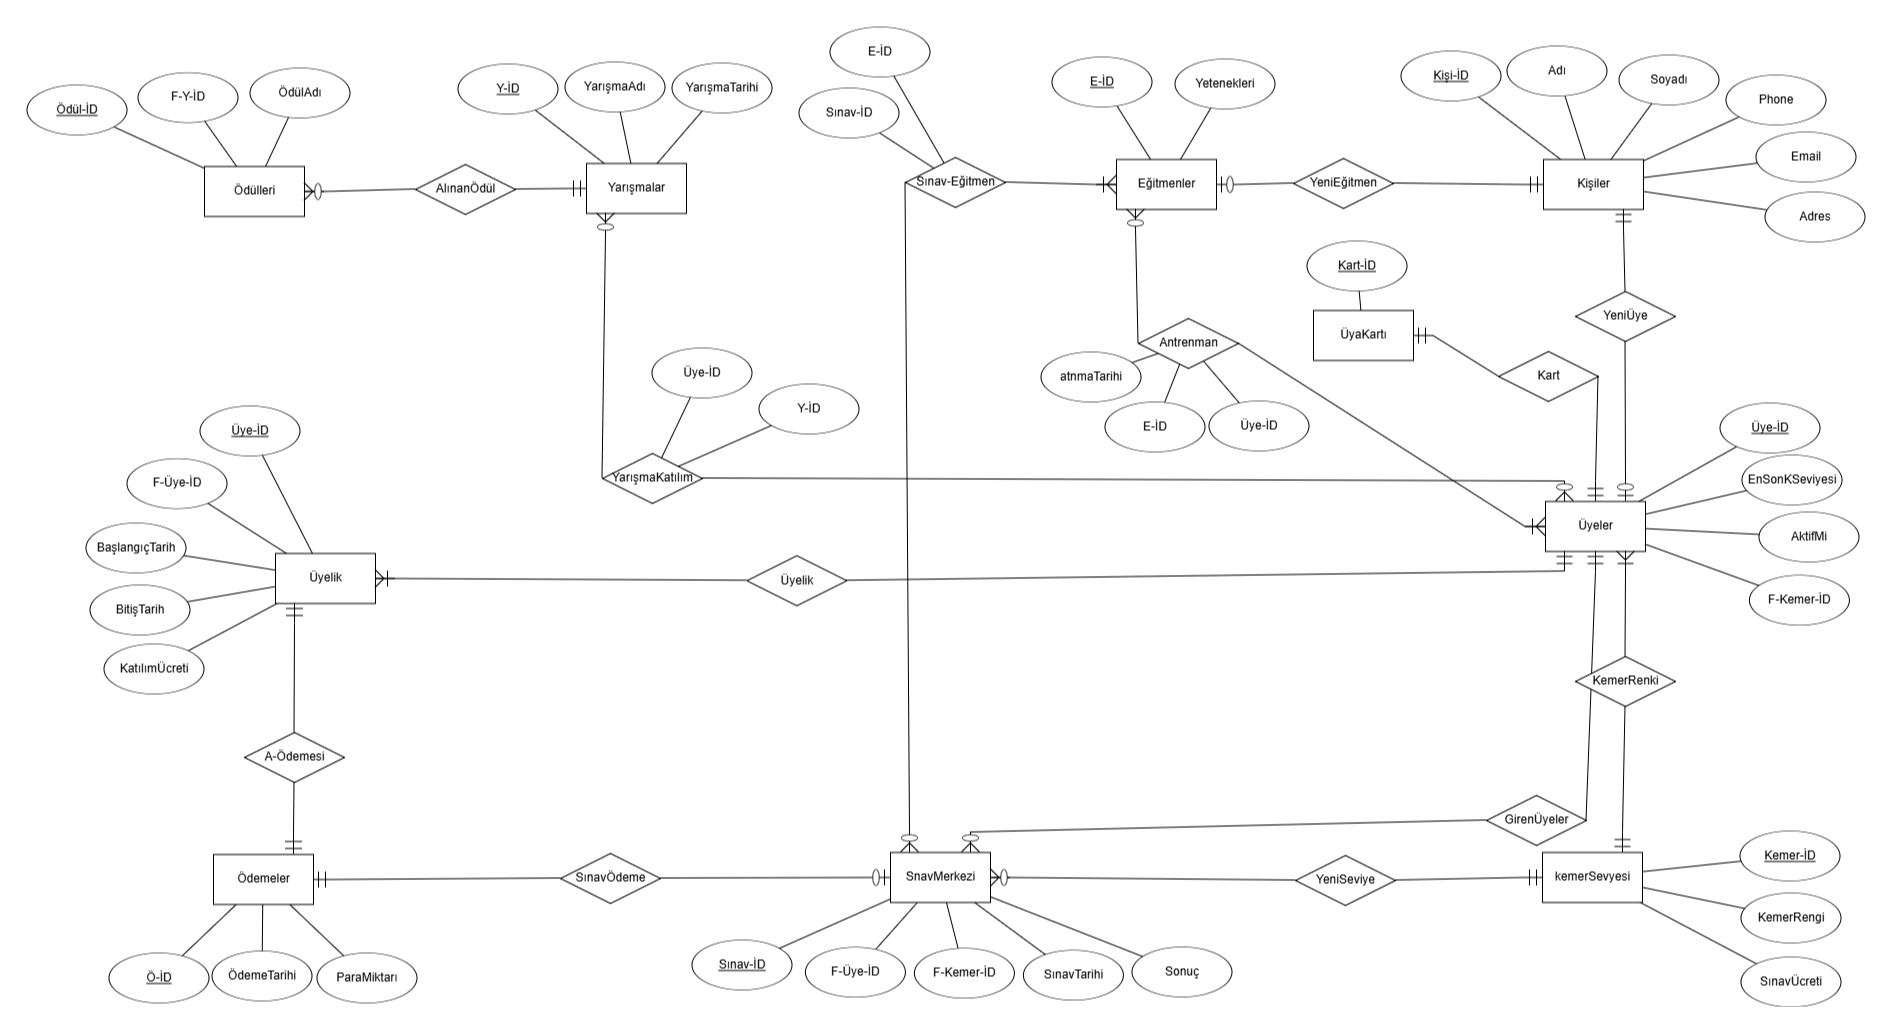 E-İD
Ödül-İD
F-Y-İD
ÖdülAdı
Y-İD
YarışmaAdı
YarışmaTarihi
Sınav-İD
E-İD
Yetenekleri
Kişi-İD
Adı
Soyadı
Phone
Email
Adres
Ödülleri
AlınanÖdül
Yarışmalar
Sınav-Eğitmen
Eğitmenler
YeniEğitmen
Kişiler
Kart-İD
ÜyaKartı
YeniÜye
Kart
Antrenman
atnmaTarihi
E-İD
Üye-İD
Üye-İD
Y-İD
YarışmaKatılım
Üye-İD
F-Üye-İD
BaşlangıçTarih
BitişTarih
KatılımÜcreti
Üyelik
Üyelik
Üyeler
Üye-İD
EnSonKSeviyesi
AktifMi
F-Kemer-İD
KemerRenki
A-Ödemesi
GirenÜyeler
Ödemeler
SınavÖdeme
SnavMerkezi
YeniSeviye
kemerSevyesi
Kemer-İD
KemerRengi
SınavÜcreti
Ö-İD
ÖdemeTarihi
ParaMiktarı
Sınav-İD
F-Üye-İD
F-Kemer-İD
SınavTarihi
Sonuç